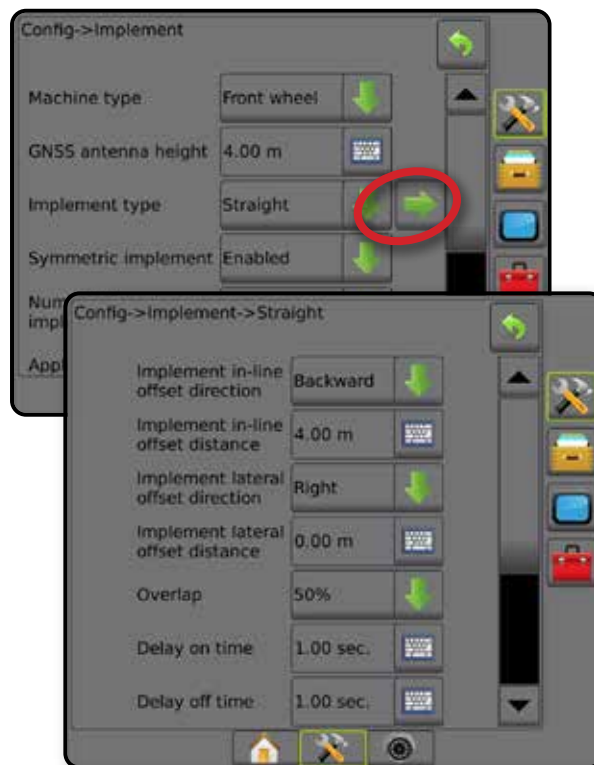 Config->Implement
Machine type Front wheel
GNSS antenna height 4.00 m
Implement type Straight
Symmetric implement Enabled
Num
impl
Appl
Config->Implement->Straight
Implement in-line
offset direction Backward
Implement in-line
offset distance 4.00 m
Implement lateral
offset direction Right
Implement lateral
offset distance 0.00 m
Overlap 50%
Delay on time 1.00 sec.
Delay off time 1.00 sec.